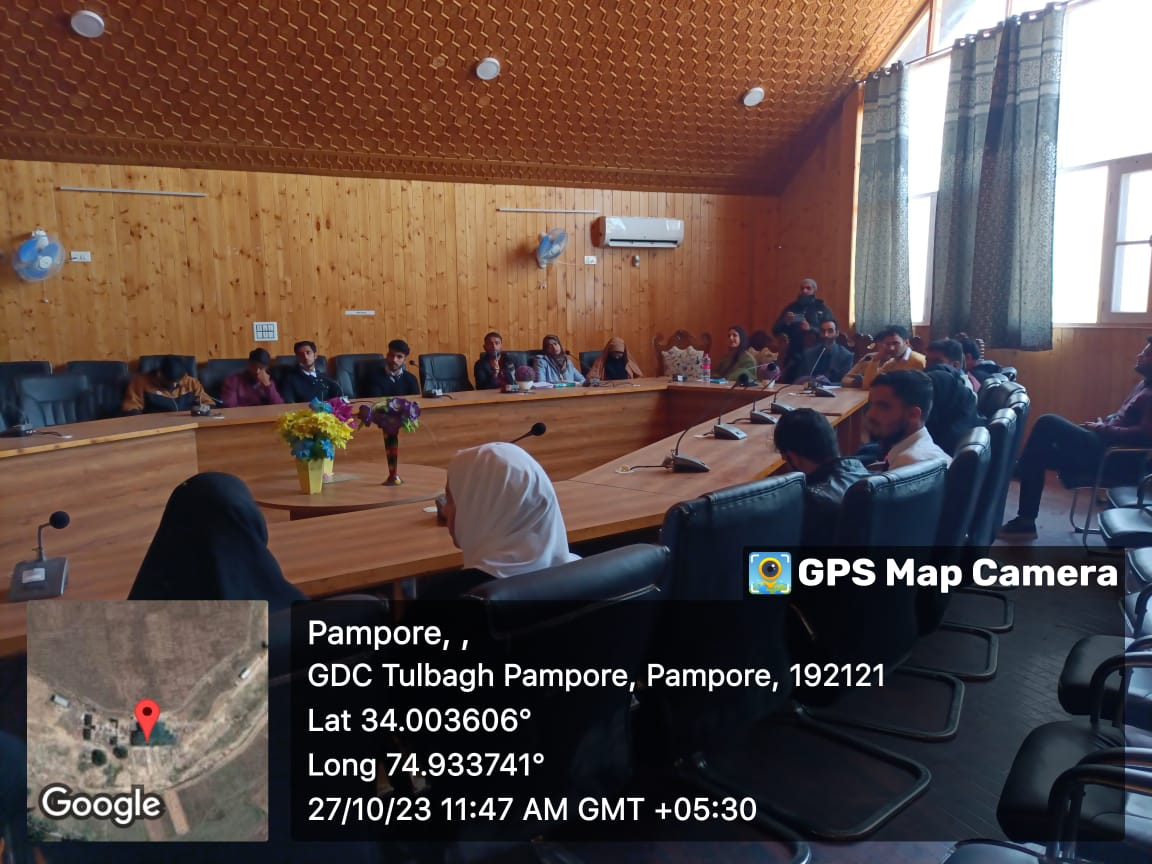 GPS Map Camera
Pampore, ,
GDC Tulbagh Pampore, Pampore, 192121
Lat 34.003606°
Long 74.933741°
27/10/23 11:47 AM GMT +05:30
Google